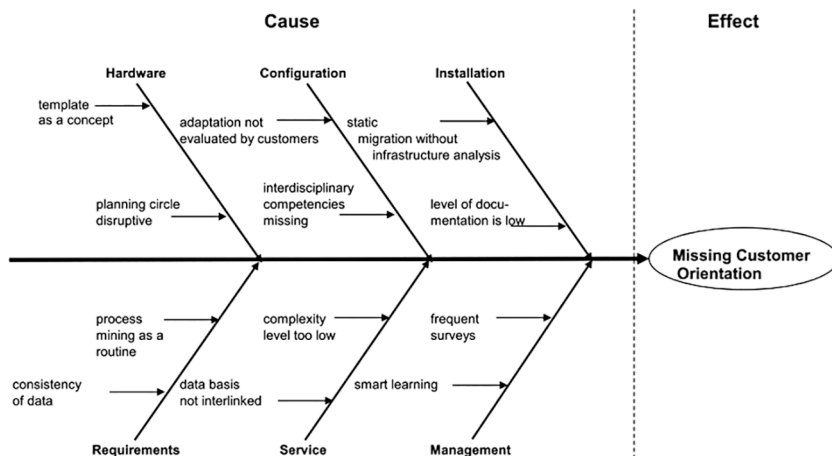 Cause
Effect
Hardware
Configuration
Installation
template
as a concept
adaptation not
evaluated by customers
static
migration without
infrastructure analysis
planning circle
disruptive
interdisciplinary
competencies
missing
level of docu-
mentation is low
Missing Customer
Orientation
process
mining as a
routine
complexity
level too low
frequent
surveys
consistency
of data
data basis
not interlinked
smart learning
Requirements
Service
Management